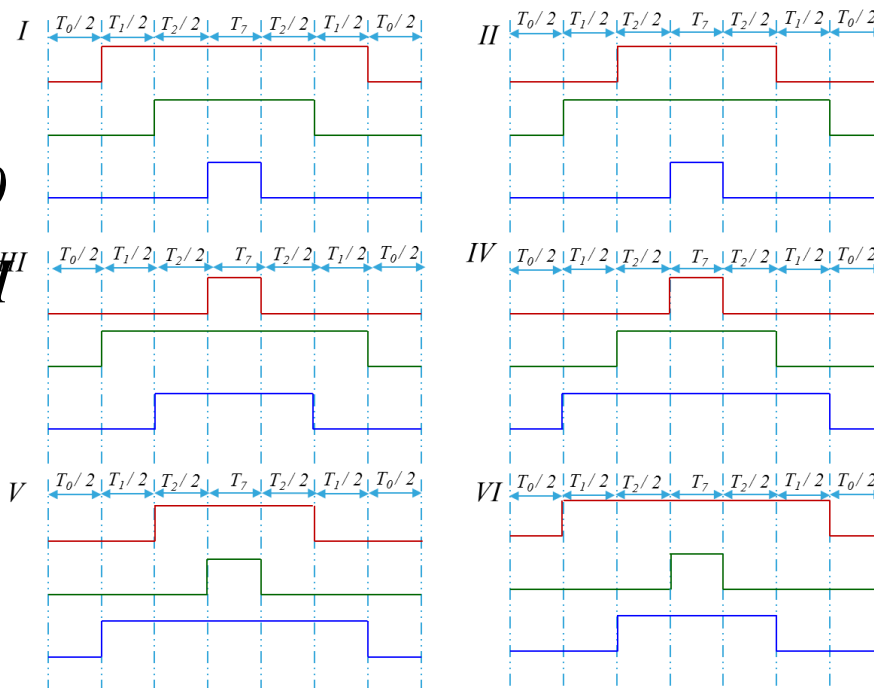 I T₀/2 T₁/2 T₂/2 T₇ T₂/2 T₁/2 T₀/2
II T₀/2 T₁/2 T₂/2 T₇ T₂/2 T₁/2 T₀/2
III T₀/2 T₁/2 T₂/2 T₇ T₂/2 T₁/2 T₀/2
IV T₀/2 T₁/2 T₂/2 T₇ T₂/2 T₁/2 T₀/2
V T₀/2 T₁/2 T₂/2 T₇ T₂/2 T₁/2 T₀/2
VI T₀/2 T₁/2 T₂/2 T₇ T₂/2 T₁/2 T₀/2